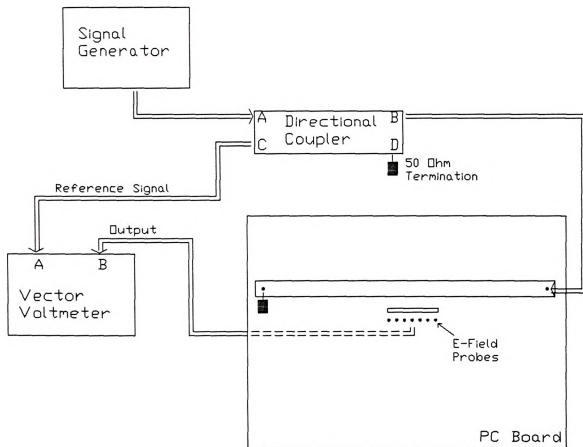 Signal
Generator
A Directional B
Coupler
C D
50 Ohm
Termination
Reference Signal
Output
A B
Vector
Voltmeter
E-Field
Probes
PC Board